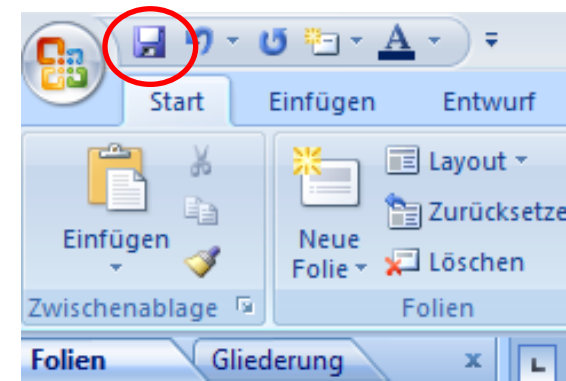 A
Start Einfügen Entwurf
Einfügen
Neue
Folie
Layout
Zurücksetze
Löschen
Zwischenablage Folien
Folien Gliederung x L